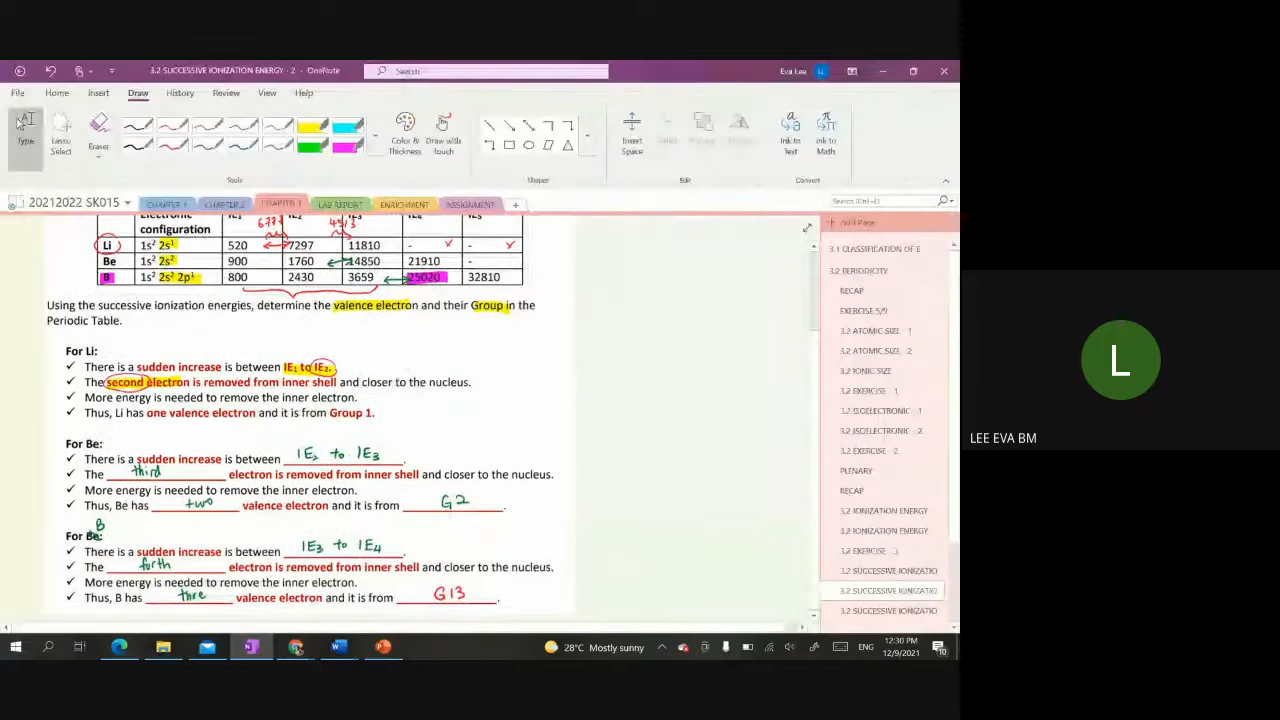 3.2 SUCCESSIVE IONIZATION ENERGY - 2 - OneNote
Search
Eva Lee
File Home Insert Draw History Review View Help
Type
Lasso Select
Eraser
Color & Thickness
Draw with Touch
Insert Space
Ink to Text
Ink to Math
Tools
Shapes
Edit
Convert
202112022 SK015
CHAPTER 2
LAB REPORT
ENRICHMENT
ASSIGNMENT
+
Search (Ctrl+E)
configuration
Li 1s² 2s¹ 520 7297 11810 - x - x
Be 1s² 2s² 900 1760 14850 21910 -
B 1s² 2s² 2p¹ 800 2430 3659 25020 32810
Using the successive ionization energies, determine the valence electron and their Group in the
Periodic Table.
For Li:
✓ There is a sudden increase is between IE₁ to IE₂.
✓ The second electron is removed from inner shell and closer to the nucleus.
✓ More energy is needed to remove the inner electron.
✓ Thus, Li has one valence electron and it is from Group 1.
For Be:
✓ There is a sudden increase is between IE₂ to IE₃.
✓ The third electron is removed from inner shell and closer to the nucleus.
✓ More energy is needed to remove the inner electron.
✓ Thus, Be has two valence electron and it is from G2.
B
For Be:
✓ There is a sudden increase is between IE₃ to IE₄.
✓ The forth electron is removed from inner shell and closer to the nucleus.
✓ More energy is needed to remove the inner electron.
✓ Thus, B has thre valence electron and it is from G13.
Add Page
3.1 CLASSIFICATION OF E
3.2 PERIODICITY
RECAP
EXERCISE 5/9
3.2 ATOMIC SIZE - 1
3.2 ATOMIC SIZE - 2
3.2 IONIC SIZE
3.2 EXERCISE - 1
3.2 ISOELECTRONIC - 1
3.2 ISOELECTRONIC - 2
3.2 EXERCISE - 2
PLENARY
RECAP
3.2 IONIZATION ENERGY
3.2 IONIZATION ENERGY
3.2 EXERCISE - 3
3.2 SUCCESSIVE IONIZATIO
3.2 SUCCESSIVE IONIZATIO
3.2 SUCCESSIVE IONIZATIO
28°C Mostly sunny
ENG
12:30 PM
12/9/2021
L
LEE EVA BM